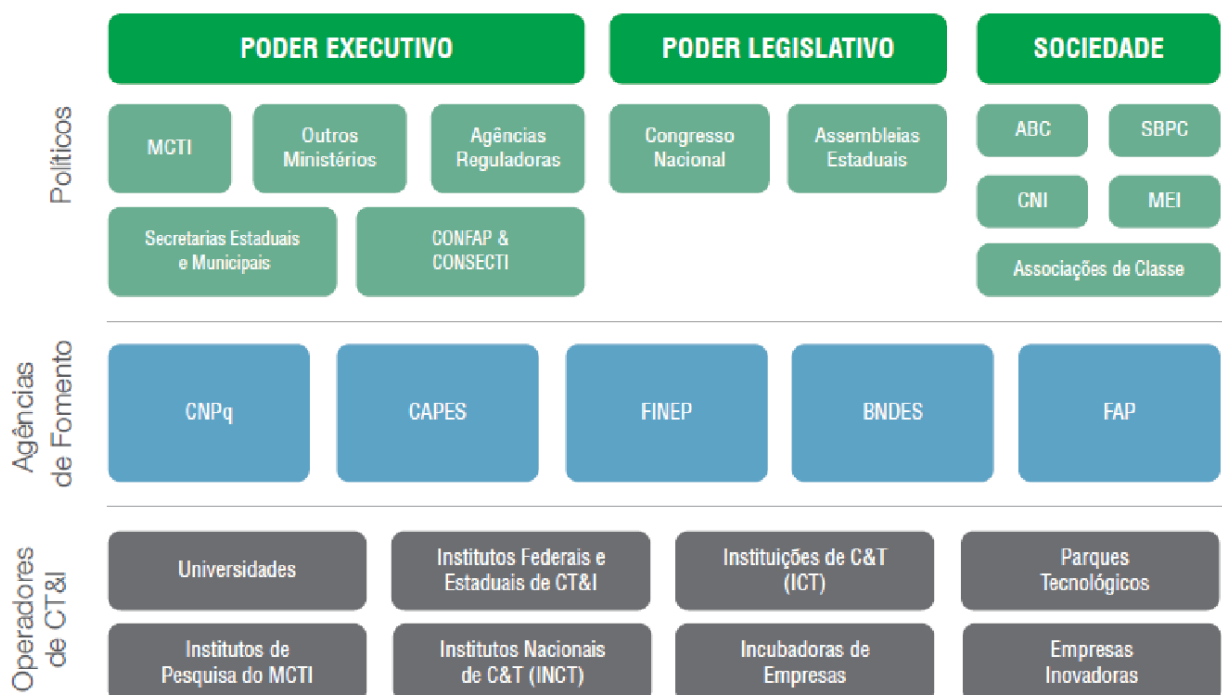 PODER EXECUTIVO
PODER LEGISLATIVO
SOCIEDADE
Políticos
MCTI
Outros
Ministérios
Agências
Reguladoras
Congresso
Nacional
Assembleias
Estaduais
ABC
SBPC
CNI
MEI
Secretarias Estaduais
e Municipais
CONFAP &
CONSECTI
Associações de Classe
Agências
de Fomento
CNPq
CAPES
FINEP
BNDES
FAP
Operadores
de CT&I
Universidades
Institutos Federais e
Estaduais de CT&I
Instituições de C&T
(ICT)
Parques
Tecnológicos
Institutos de
Pesquisa do MCTI
Institutos Nacionais
de C&T (INCT)
Incubadoras de
Empresas
Empresas
Inovadoras